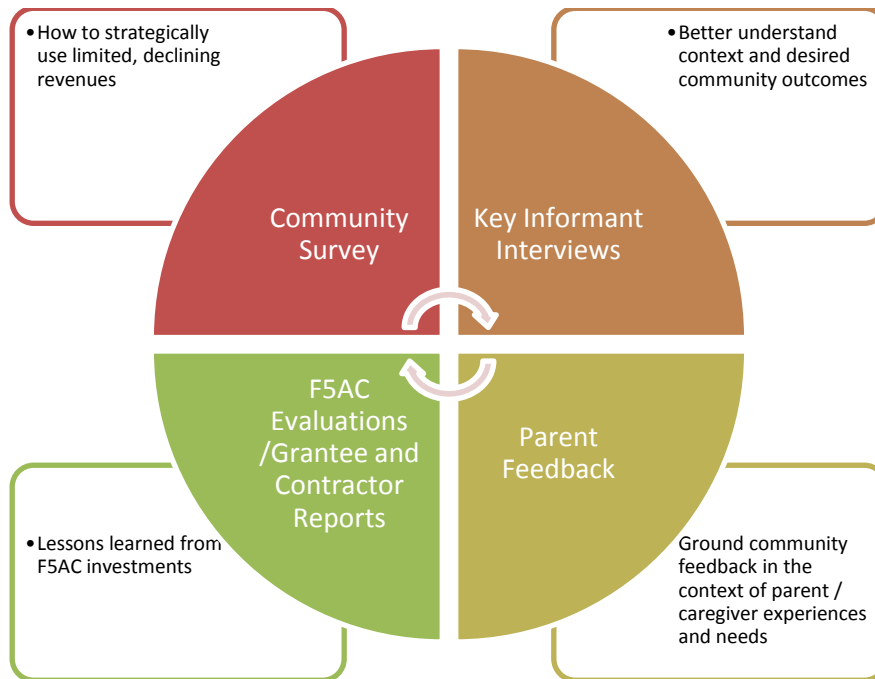 •How to strategically
use limited, declining
revenues
•Better understand
context and desired
community outcomes
Community
Survey
Key Informant
Interviews
F5AC
Evaluations
/Grantee and
Contractor
Reports
Parent
Feedback
•Lessons learned from
F5AC investments
Ground community
feedback in the
context of parent /
caregiver experiences
and needs